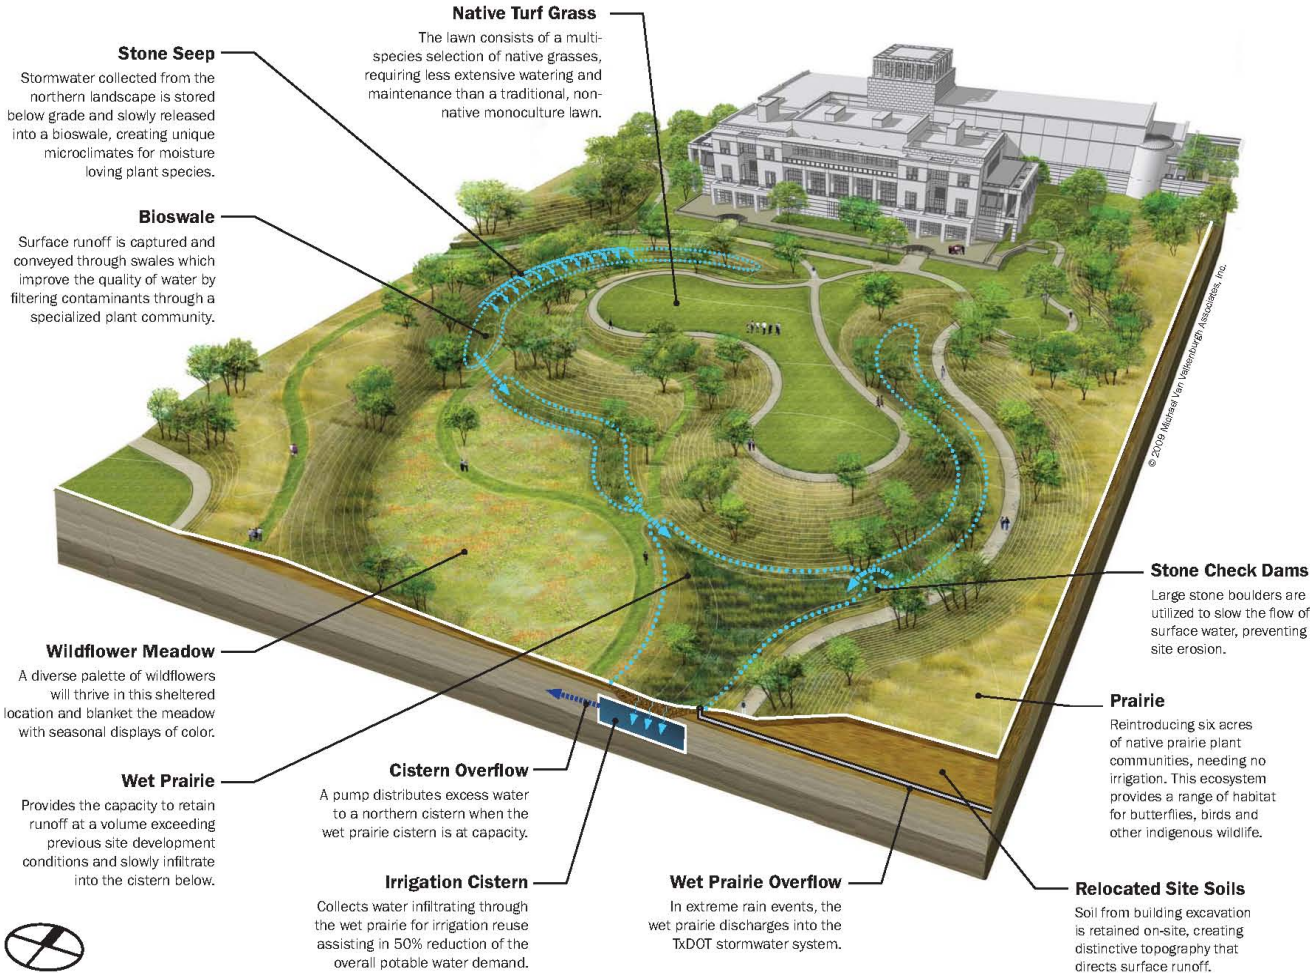 Native Turf Grass
The lawn consists of a multi-
species selection of native grasses,
requiring less extensive watering and
maintenance than a traditional, non-
native monoculture lawn.
Stone Seep
Stormwater collected from the
northern landscape is stored
below grade and slowly released
into a bioswale, creating unique
microclimates for moisture
loving plant species.
Bioswale
Surface runoff is captured and
conveyed through swales which
improve the quality of water by
filtering contaminants through a
specialized plant community.
© 2009 Michael Van Valkenburgh Associates, Inc.
Stone Check Dams
Large stone boulders are
utilized to slow the flow of
surface water, preventing
site erosion.
Wildflower Meadow
A diverse palette of wildflowers
will thrive in this sheltered
location and blanket the meadow
with seasonal displays of color.
Prairie
Reintroducing six acres
of native prairie plant
communities, needing no
irrigation. This ecosystem
provides a range of habitat
for butterflies, birds and
other indigenous wildlife.
Wet Prairie
Provides the capacity to retain
runoff at a volume exceeding
previous site development
conditions and slowly infiltrate
into the cistern below.
Cistern Overflow
A pump distributes excess water
to a northern cistern when the
wet prairie cistern is at capacity.
Irrigation Cistern
Collects water infiltrating through
the wet prairie for irrigation reuse
assisting in 50% reduction of the
overall potable water demand.
Wet Prairie Overflow
In extreme rain events, the
wet prairie discharges into the
TxDOT stormwater system.
Relocated Site Soils
Soil from building excavation
is retained on-site, creating
distinctive topography that
directs surface runoff.